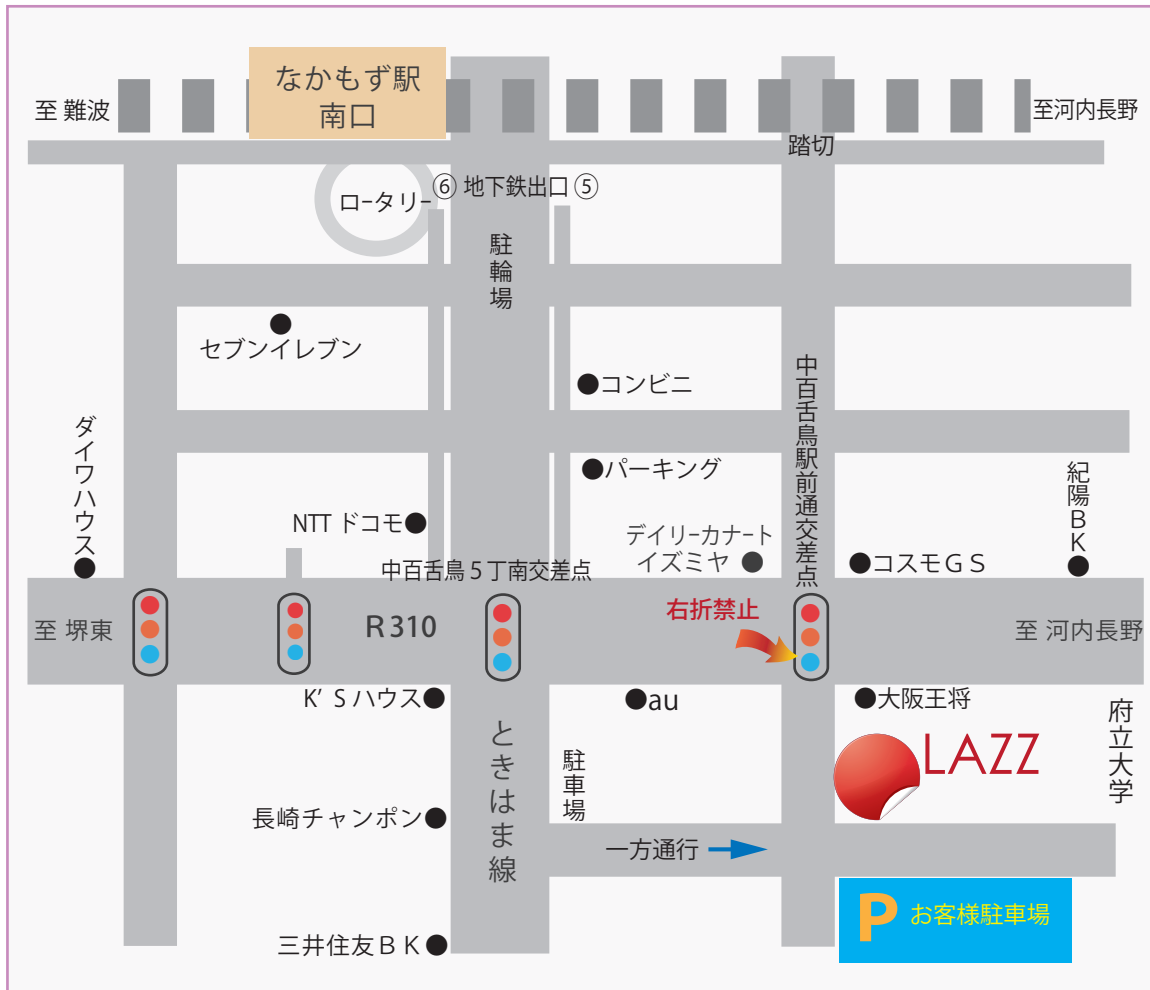 なかもず駅
南口
至 難波
至河内長野
踏切
ロータリー
⑥ 地下鉄出口 ⑤
駐輪場
セブンイレブン
コンビニ
中百舌鳥駅前通交差点
ダイワハウス
パーキング
紀陽ＢＫ
NTT ドコモ
デイリーカナート
イズミヤ
中百舌鳥５丁南交差点
コスモＧＳ
右折禁止
至 堺東
R 310
至 河内長野
K’Ｓハウス
au
大阪王将
府立大学
ときはま線
LAZZ
駐車場
長崎チャンポン
一方通行
P お客様駐車場
三井住友ＢＫ